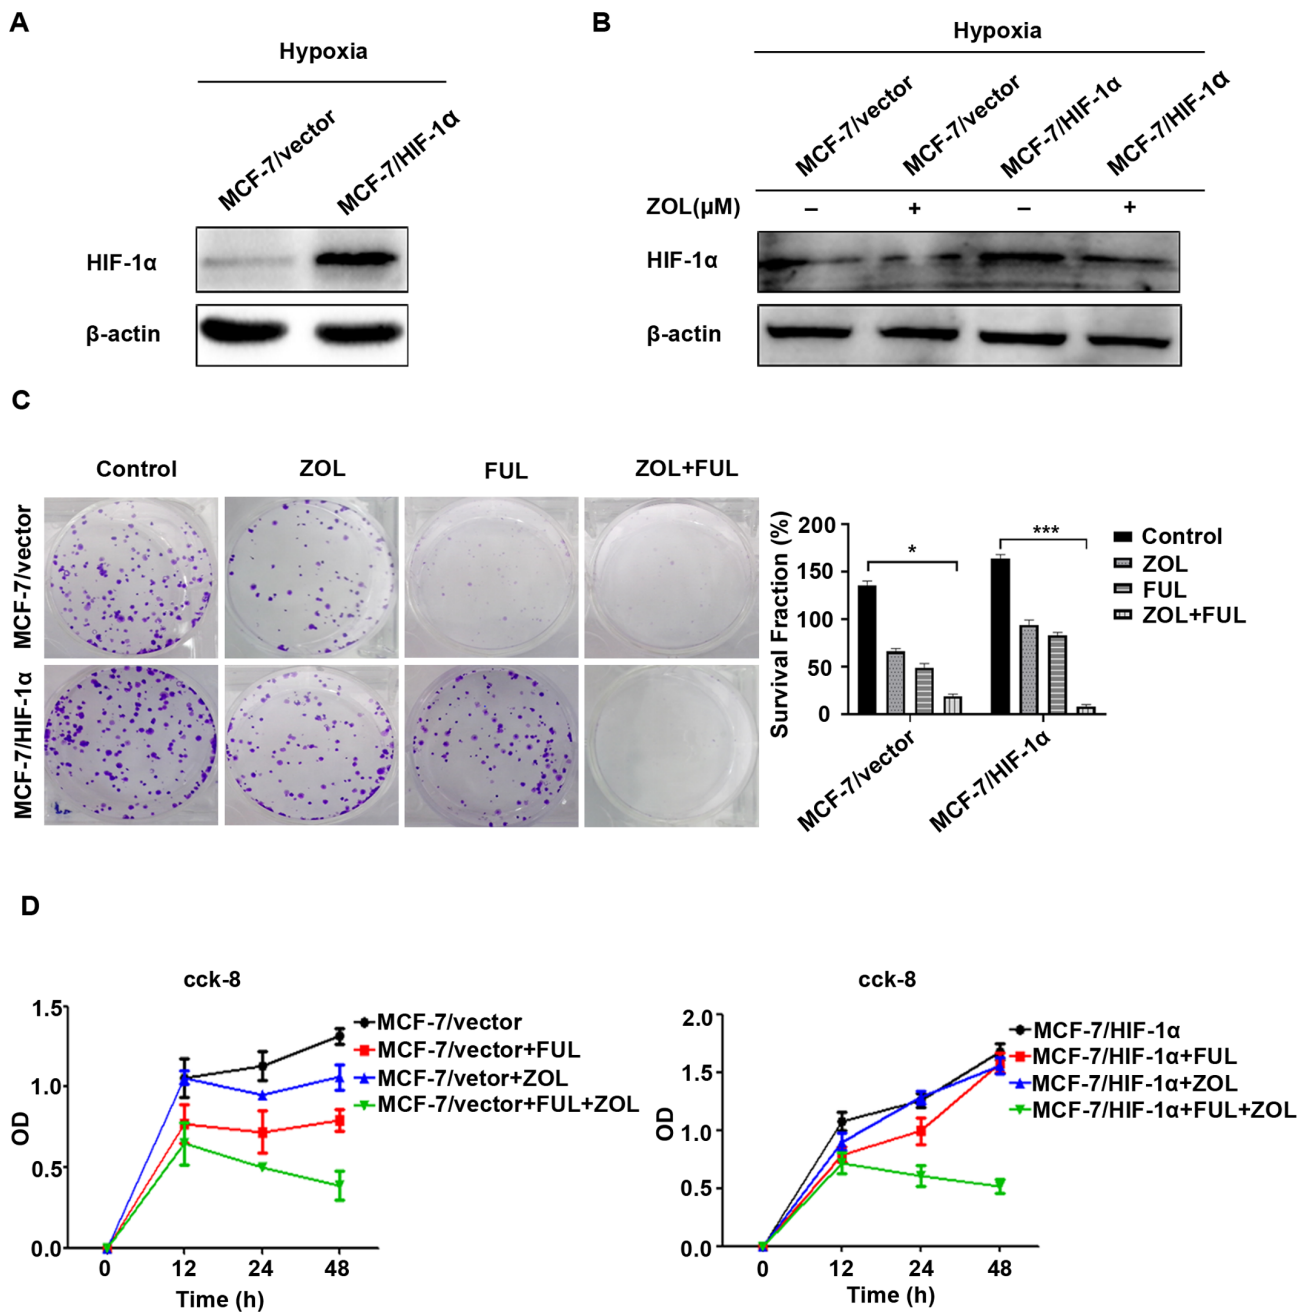 A
Hypoxia
MCF-7/vector
MCF-7/HIF-1α
HIF-1α
β-actin
B
Hypoxia
MCF-7/vector
MCF-7/vector
MCF-7/HIF-1α
MCF-7/HIF-1α
ZOL(μM)
–
+
–
+
HIF-1α
β-actin
C
Control
ZOL
FUL
ZOL+FUL
MCF-7/vector
MCF-7/HIF-1α
Survival Fraction (%)
200
150
100
50
0
*
***
MCF-7/vector
MCF-7/HIF-1α
Control
ZOL
FUL
ZOL+FUL
D
cck-8
OD
1.5
1.0
0.5
0.0
0 12 24 48
Time (h)
MCF-7/vector
MCF-7/vector+FUL
MCF-7/vetor+ZOL
MCF-7/vector+FUL+ZOL
cck-8
OD
2.0
1.5
1.0
0.5
0.0
0 12 24 48
Time (h)
MCF-7/HIF-1α
MCF-7/HIF-1α+FUL
MCF-7/HIF-1α+ZOL
MCF-7/HIF-1α+FUL+ZOL